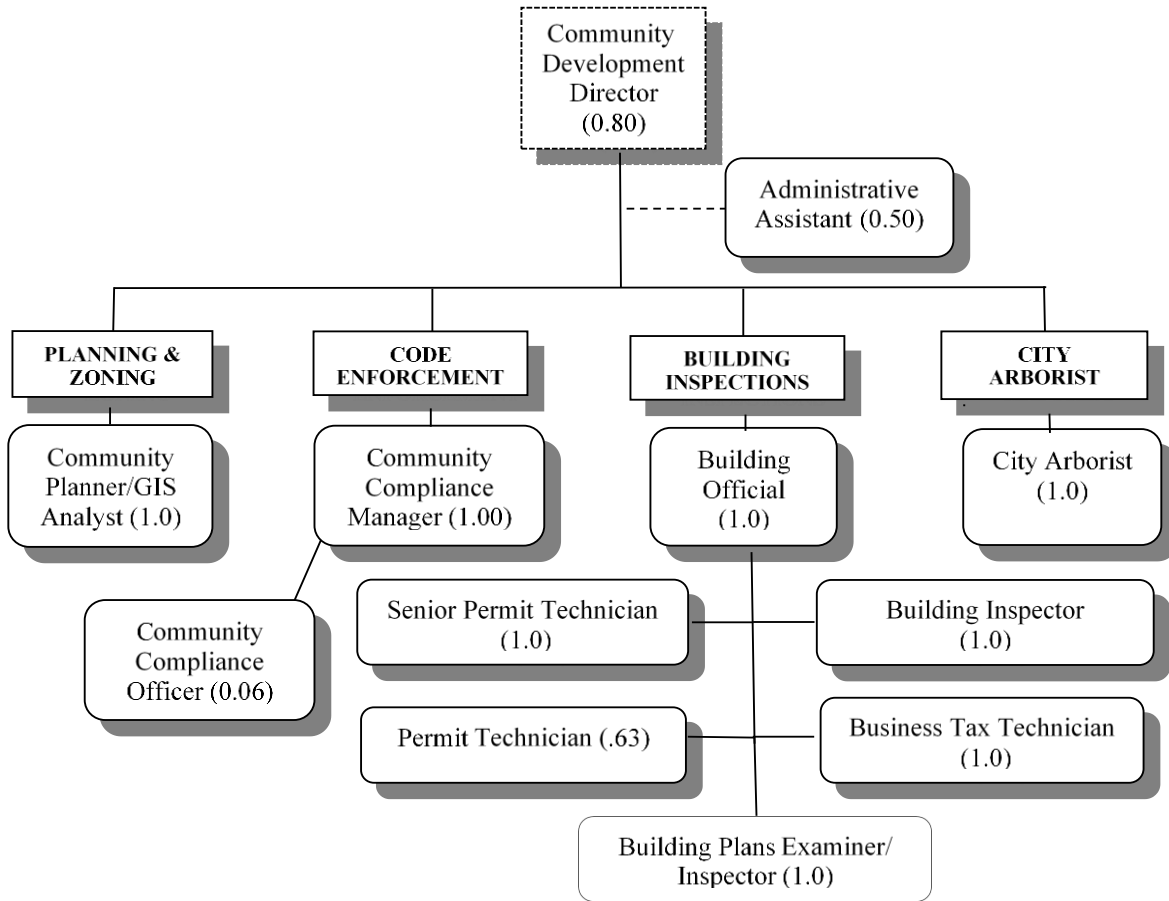 Community
Development
Director
(0.80)
Administrative
Assistant (0.50)
PLANNING &
ZONING
CODE
ENFORCEMENT
BUILDING
INSPECTIONS
CITY
ARBORIST
.
Community
Planner/GIS
Analyst (1.0)
Community
Compliance
Manager (1.00)
Building
Official
(1.0)
City Arborist
(1.0)
Community
Compliance
Officer (0.06)
Senior Permit Technician
(1.0)
Building Inspector
(1.0)
Permit Technician (.63)
Business Tax Technician
(1.0)
Building Plans Examiner/
Inspector (1.0)